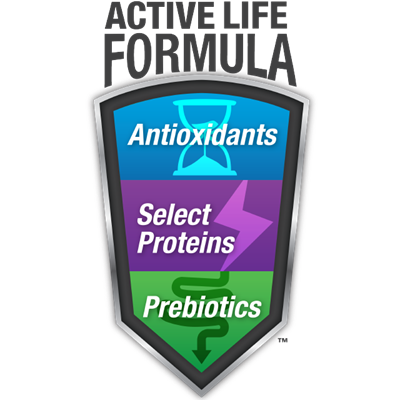 ACTIVE LIFE
FORMULA
Antioxidants
Select
Proteins
Prebiotics
™